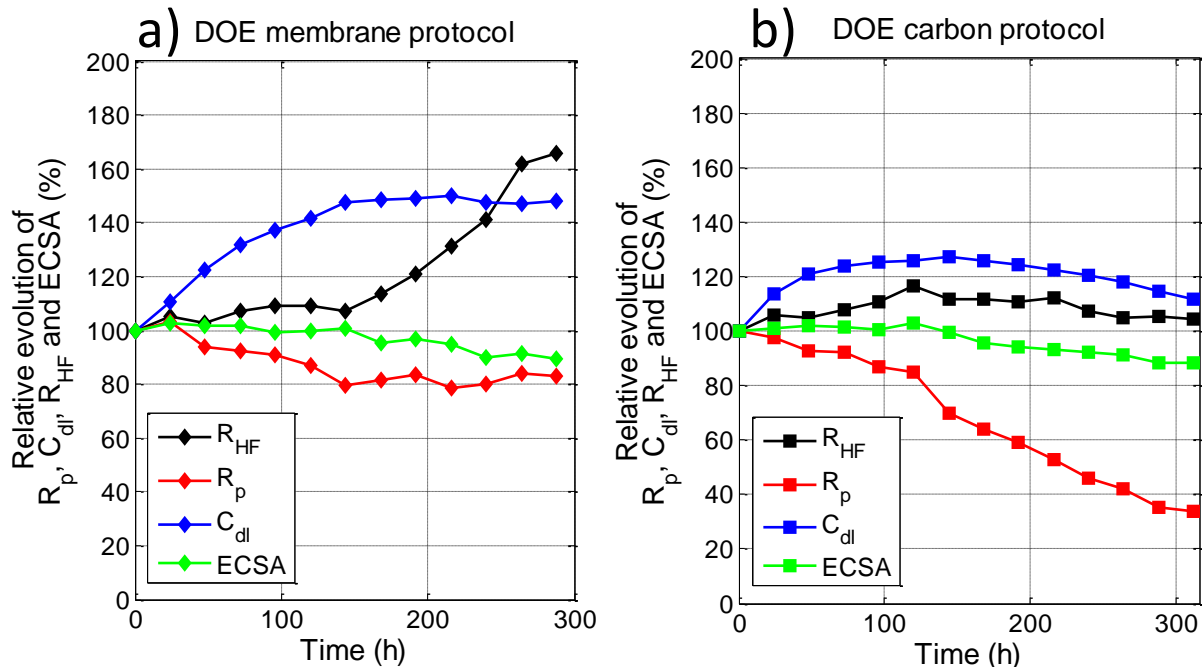 a) DOE membrane protocol
Relative evolution of
Rp, Cdl, RHF and ECSA (%)
200
180
160
140
120
100
80
60
40
20
0
RHF
Rp
Cdl
ECSA
0 100 200 300
Time (h)
b) DOE carbon protocol
Relative evolution of
Rp, Cdl, RHF and ECSA (%)
200
180
160
140
120
100
80
60
40
20
0
RHF
Rp
Cdl
ECSA
0 100 200 300
Time (h)